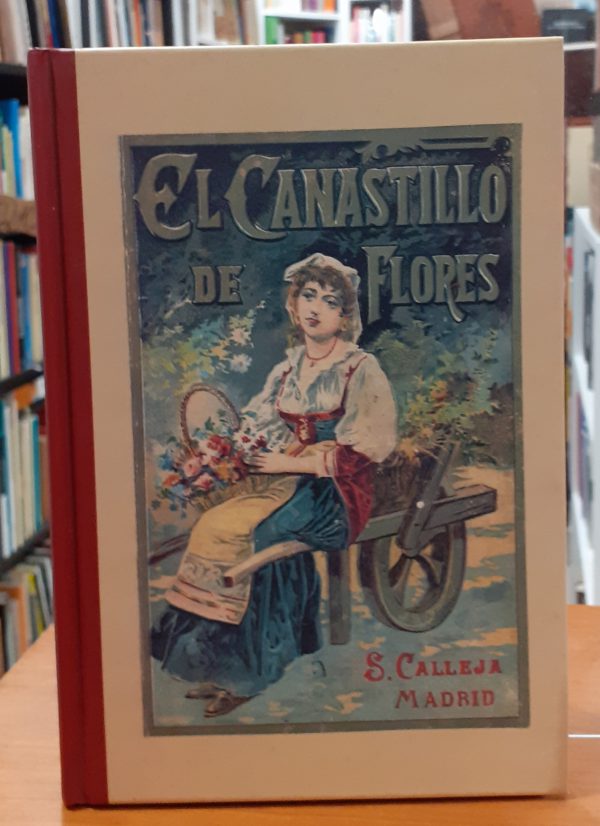 EL CANASTILLO
DE FLORES
S. CALLEJA
MADRID